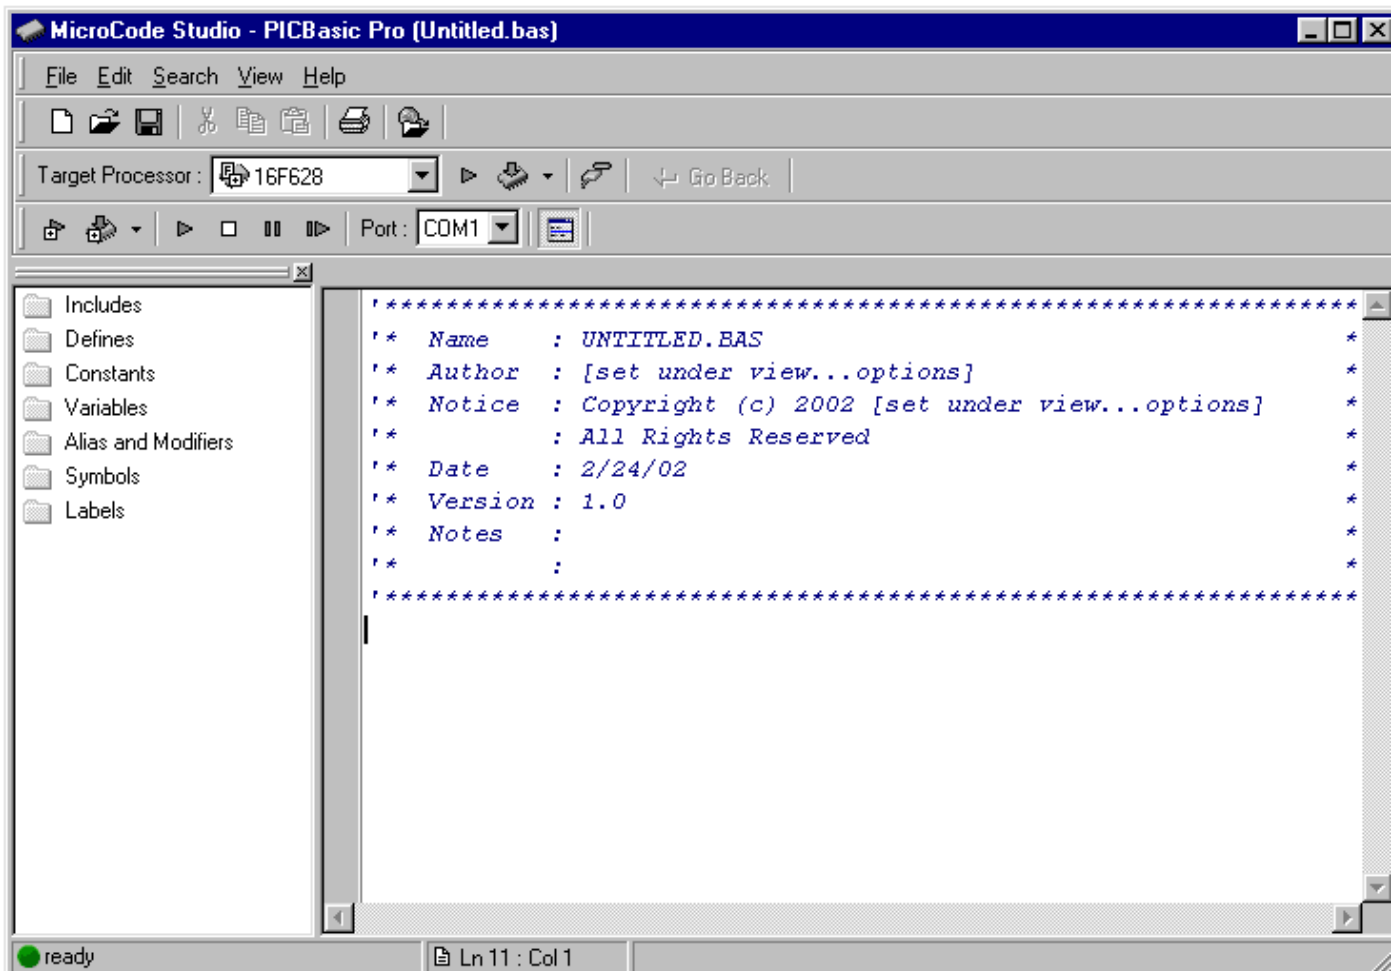 MicroCode Studio - PICBasic Pro (Untitled.bas)
File Edit Search View Help
Target Processor : 16F628 Go Back
Port : COM1
Includes
Defines
Constants
Variables
Alias and Modifiers
Symbols
Labels
'****************************************************************
'*  Name    : UNTITLED.BAS                                      *
'*  Author  : [set under view...options]                        *
'*  Notice  : Copyright (c) 2002 [set under view...options]     *
'*          : All Rights Reserved                               *
'*  Date    : 2/24/02                                           *
'*  Version : 1.0                                               *
'*  Notes   :                                                   *
'*          :                                                   *
'****************************************************************
ready Ln 11 : Col 1